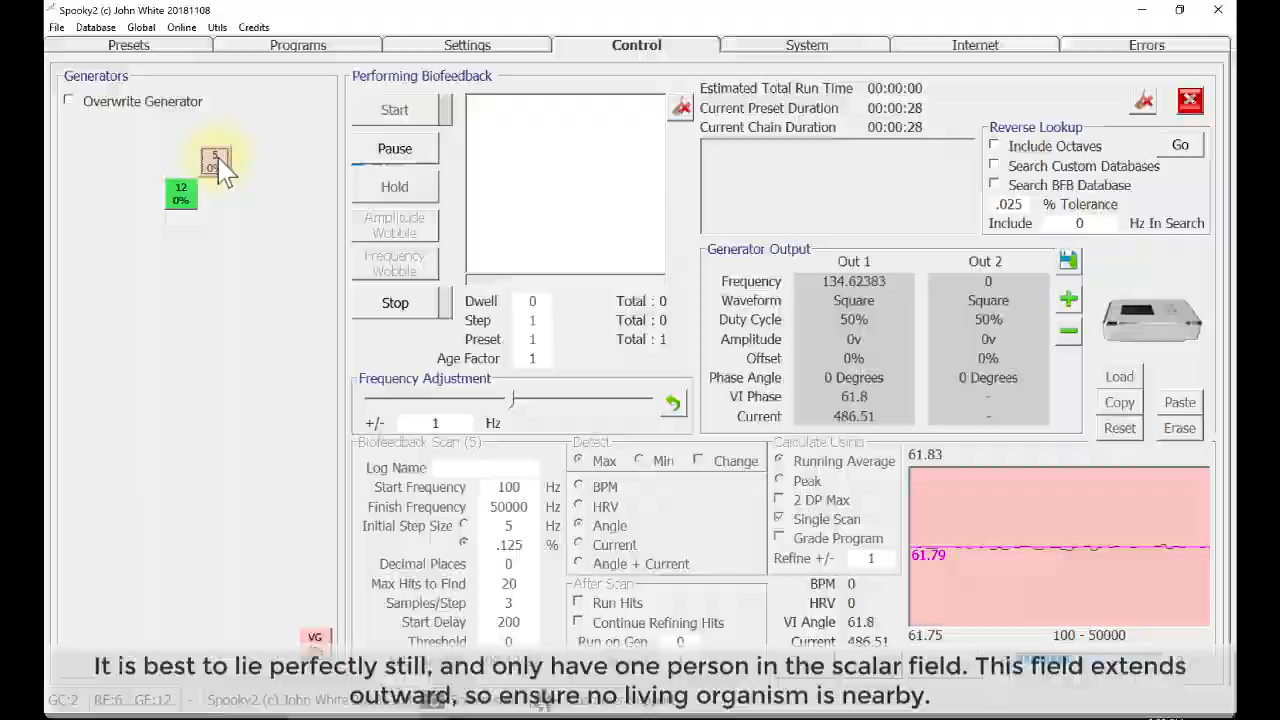 Spooky2 (c) John White 20181108
File Database Global Online Utils Credits
Presets Programs Settings Control System Internet Errors
Generators
Overwrite Generator
5
0%
12
0%
VG
Performing Biofeedback
Start
Pause
Hold
Amplitude
Wobble
Frequency
Wobble
Stop
Dwell 0 Total : 0
Step 1 Total : 0
Preset 1 Total : 1
Age Factor 1
Estimated Total Run Time 00:00:00
Current Preset Duration 00:00:28
Current Chain Duration 00:00:28
Reverse Lookup
Include Octaves Go
Search Custom Databases
Search BFB Database
.025 % Tolerance
Include 0 Hz In Search
Generator Output
Out 1 Out 2
Frequency 134.62383 0
Waveform Square Square
Duty Cycle 50% 50%
Amplitude 0v 0v
Offset 0% 0%
Phase Angle 0 Degrees 0 Degrees
VI Phase 61.8 -
Current 486.51 -
Load
Copy Paste
Reset Erase
Frequency Adjustment
+/- 1 Hz
Biofeedback Scan (5)
Log Name
Start Frequency 100 Hz
Finish Frequency 50000 Hz
Initial Step Size 5 Hz
.125 %
Decimal Places 0
Max Hits to Find 20
Samples/Step 3
Start Delay 200
Threshold 0
Detect
Max Min Change
BPM
HRV
Angle
Current
Angle + Current
After Scan
Run Hits
Continue Refining Hits
Run on Gen 0
Calculate Using
Running Average
Peak
2 DP Max
Single Scan
Grade Program
Refine +/- 1
BPM 0
HRV 0
VI Angle 61.8
Current 486.51
61.83
61.79
61.75 100 - 50000
It is best to lie perfectly still, and only have one person in the scalar field. This field extends
outward, so ensure no living organism is nearby.
GC:2 RE:6 GE:12 - Spooky2 (c) John White